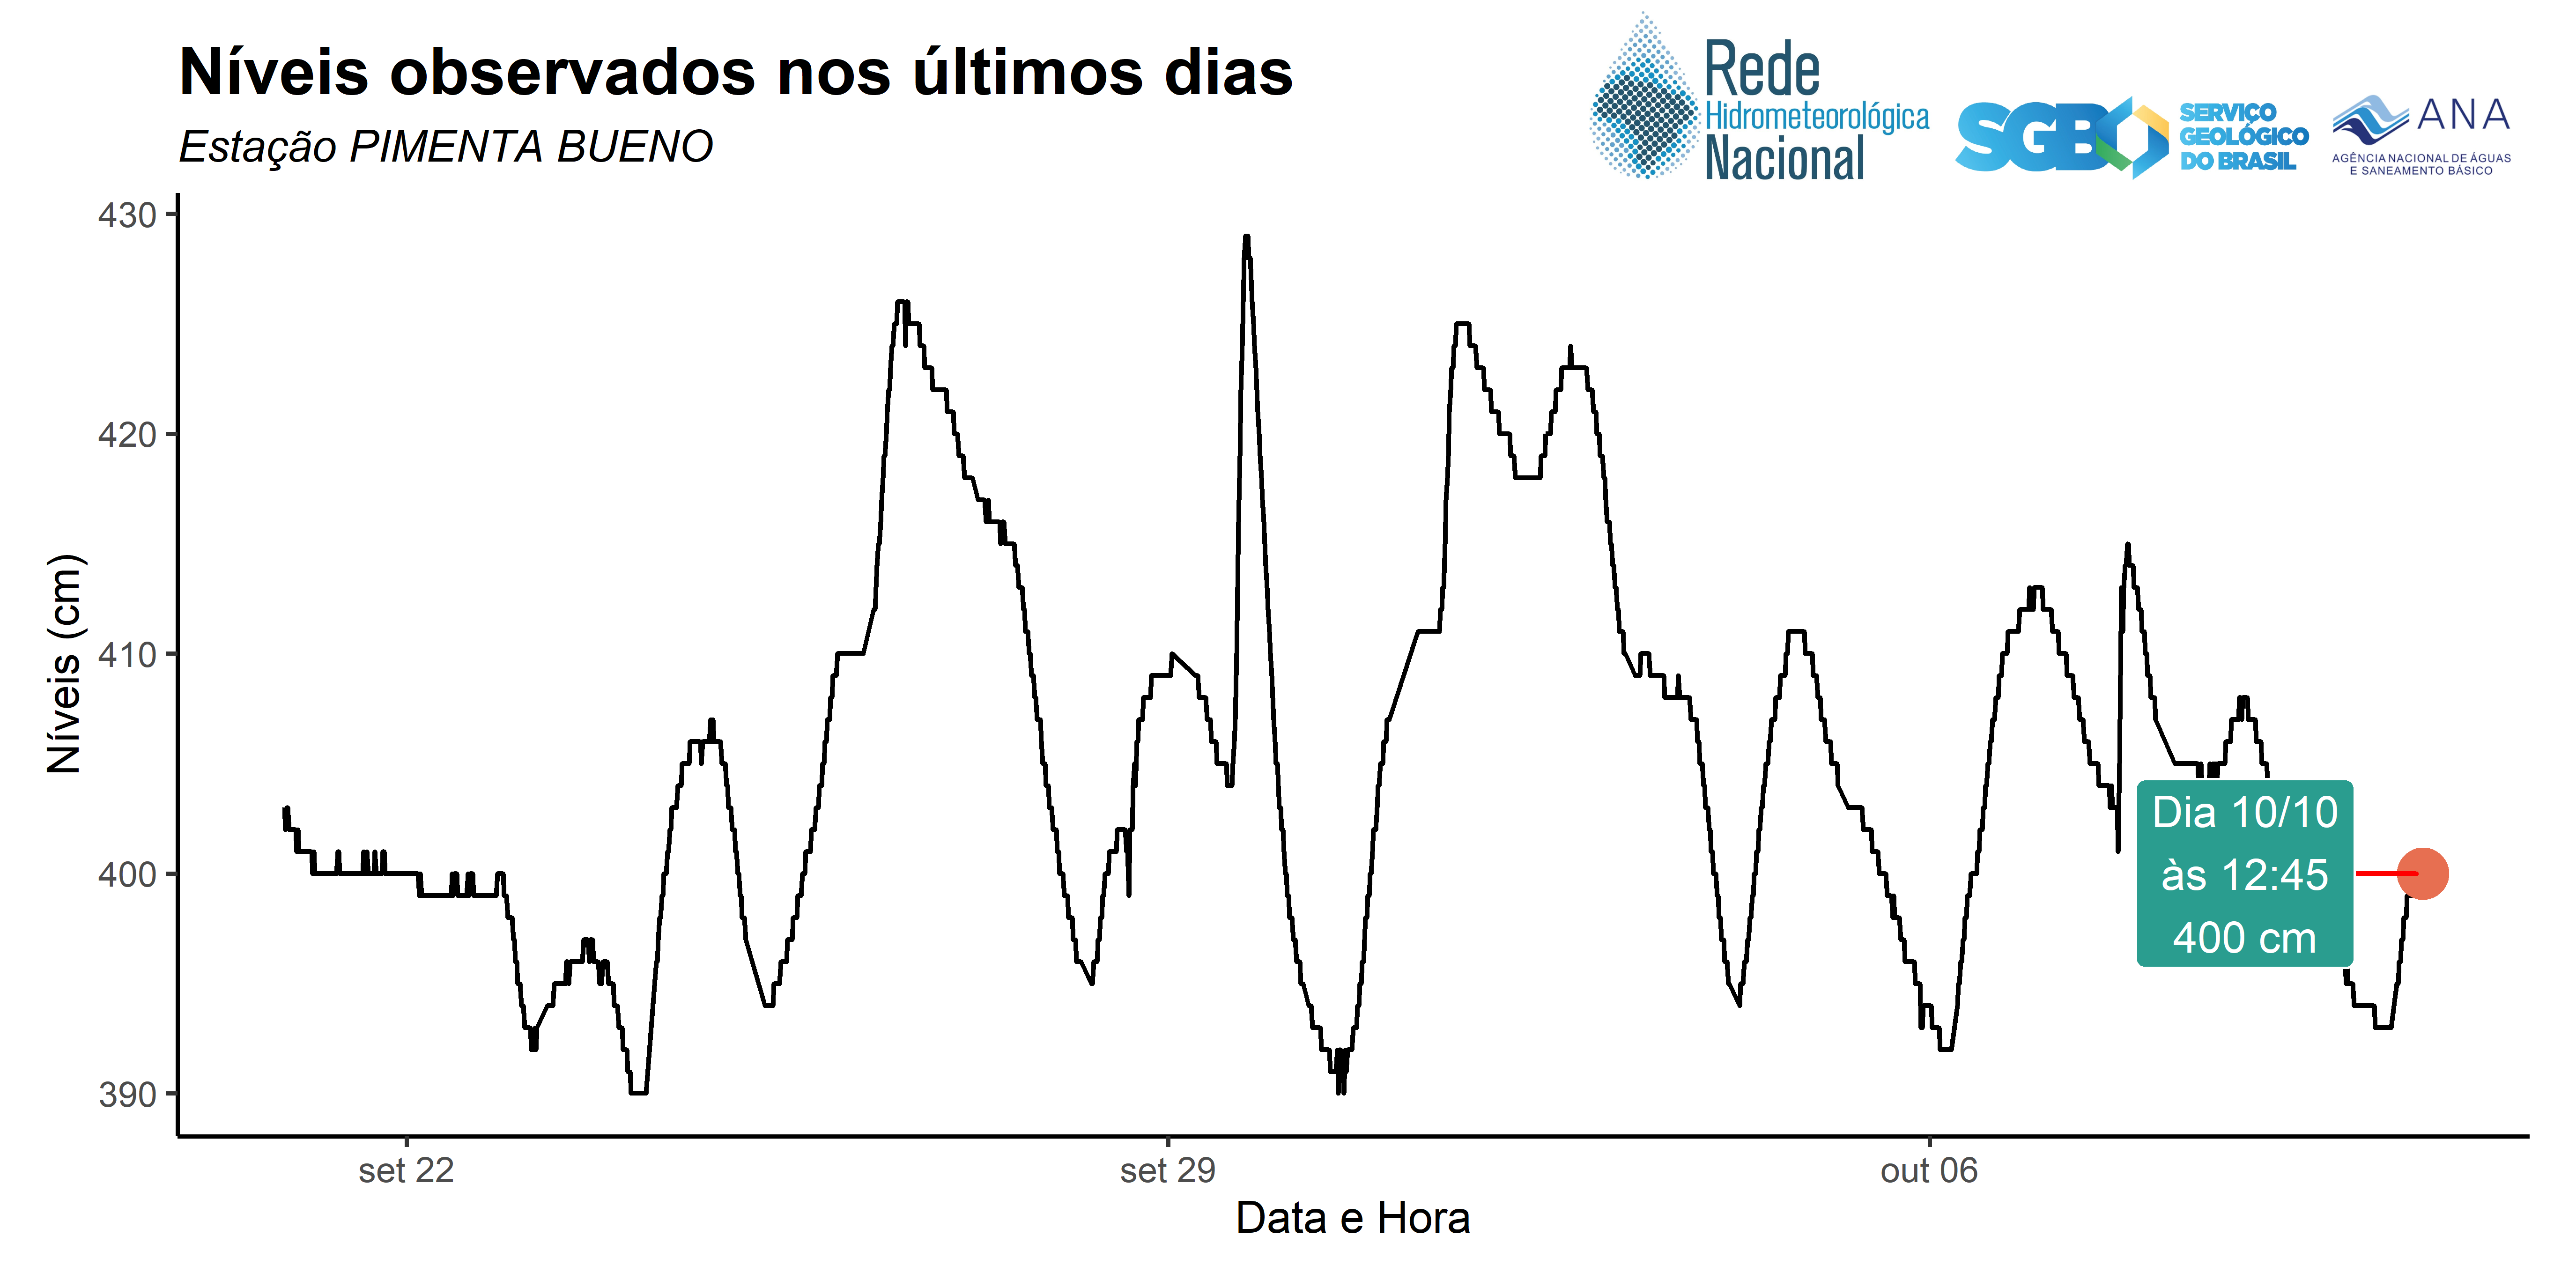 Níveis observados nos últimos dias
Estação PIMENTA BUENO
Rede
Hidrometeorológica
Nacional
SGB
SERVIÇO
GEOLÓGICO
DO BRASIL
ANA
AGÊNCIA NACIONAL DE ÁGUAS
E SANEAMENTO BÁSICO
Níveis (cm)
430
420
410
400
390
Dia 10/10
às 12:45
400 cm
set 22
set 29
out 06
Data e Hora